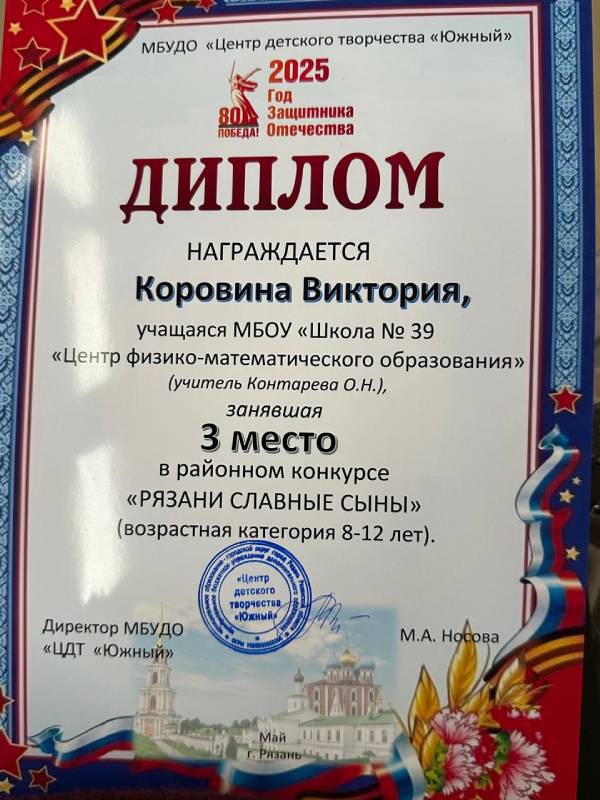 МБУДО «Центр детского творчества «Южный»
2025
Год
Защитника
Отечества
80
ПОБЕДА!
ДИПЛОМ
НАГРАЖДАЕТСЯ
Коровина Виктория,
учащаяся МБОУ «Школа № 39
«Центр физико-математического образования»
(учитель Контарева О.Н.),
занявшая
3 место
в районном конкурсе
«РЯЗАНИ СЛАВНЫЕ СЫНЫ»
(возрастная категория 8-12 лет).
«Центр
детского
творчества
«Южный»
Директор МБУДО
«ЦДТ «Южный»
М.А. Носова
Май
г. Рязань